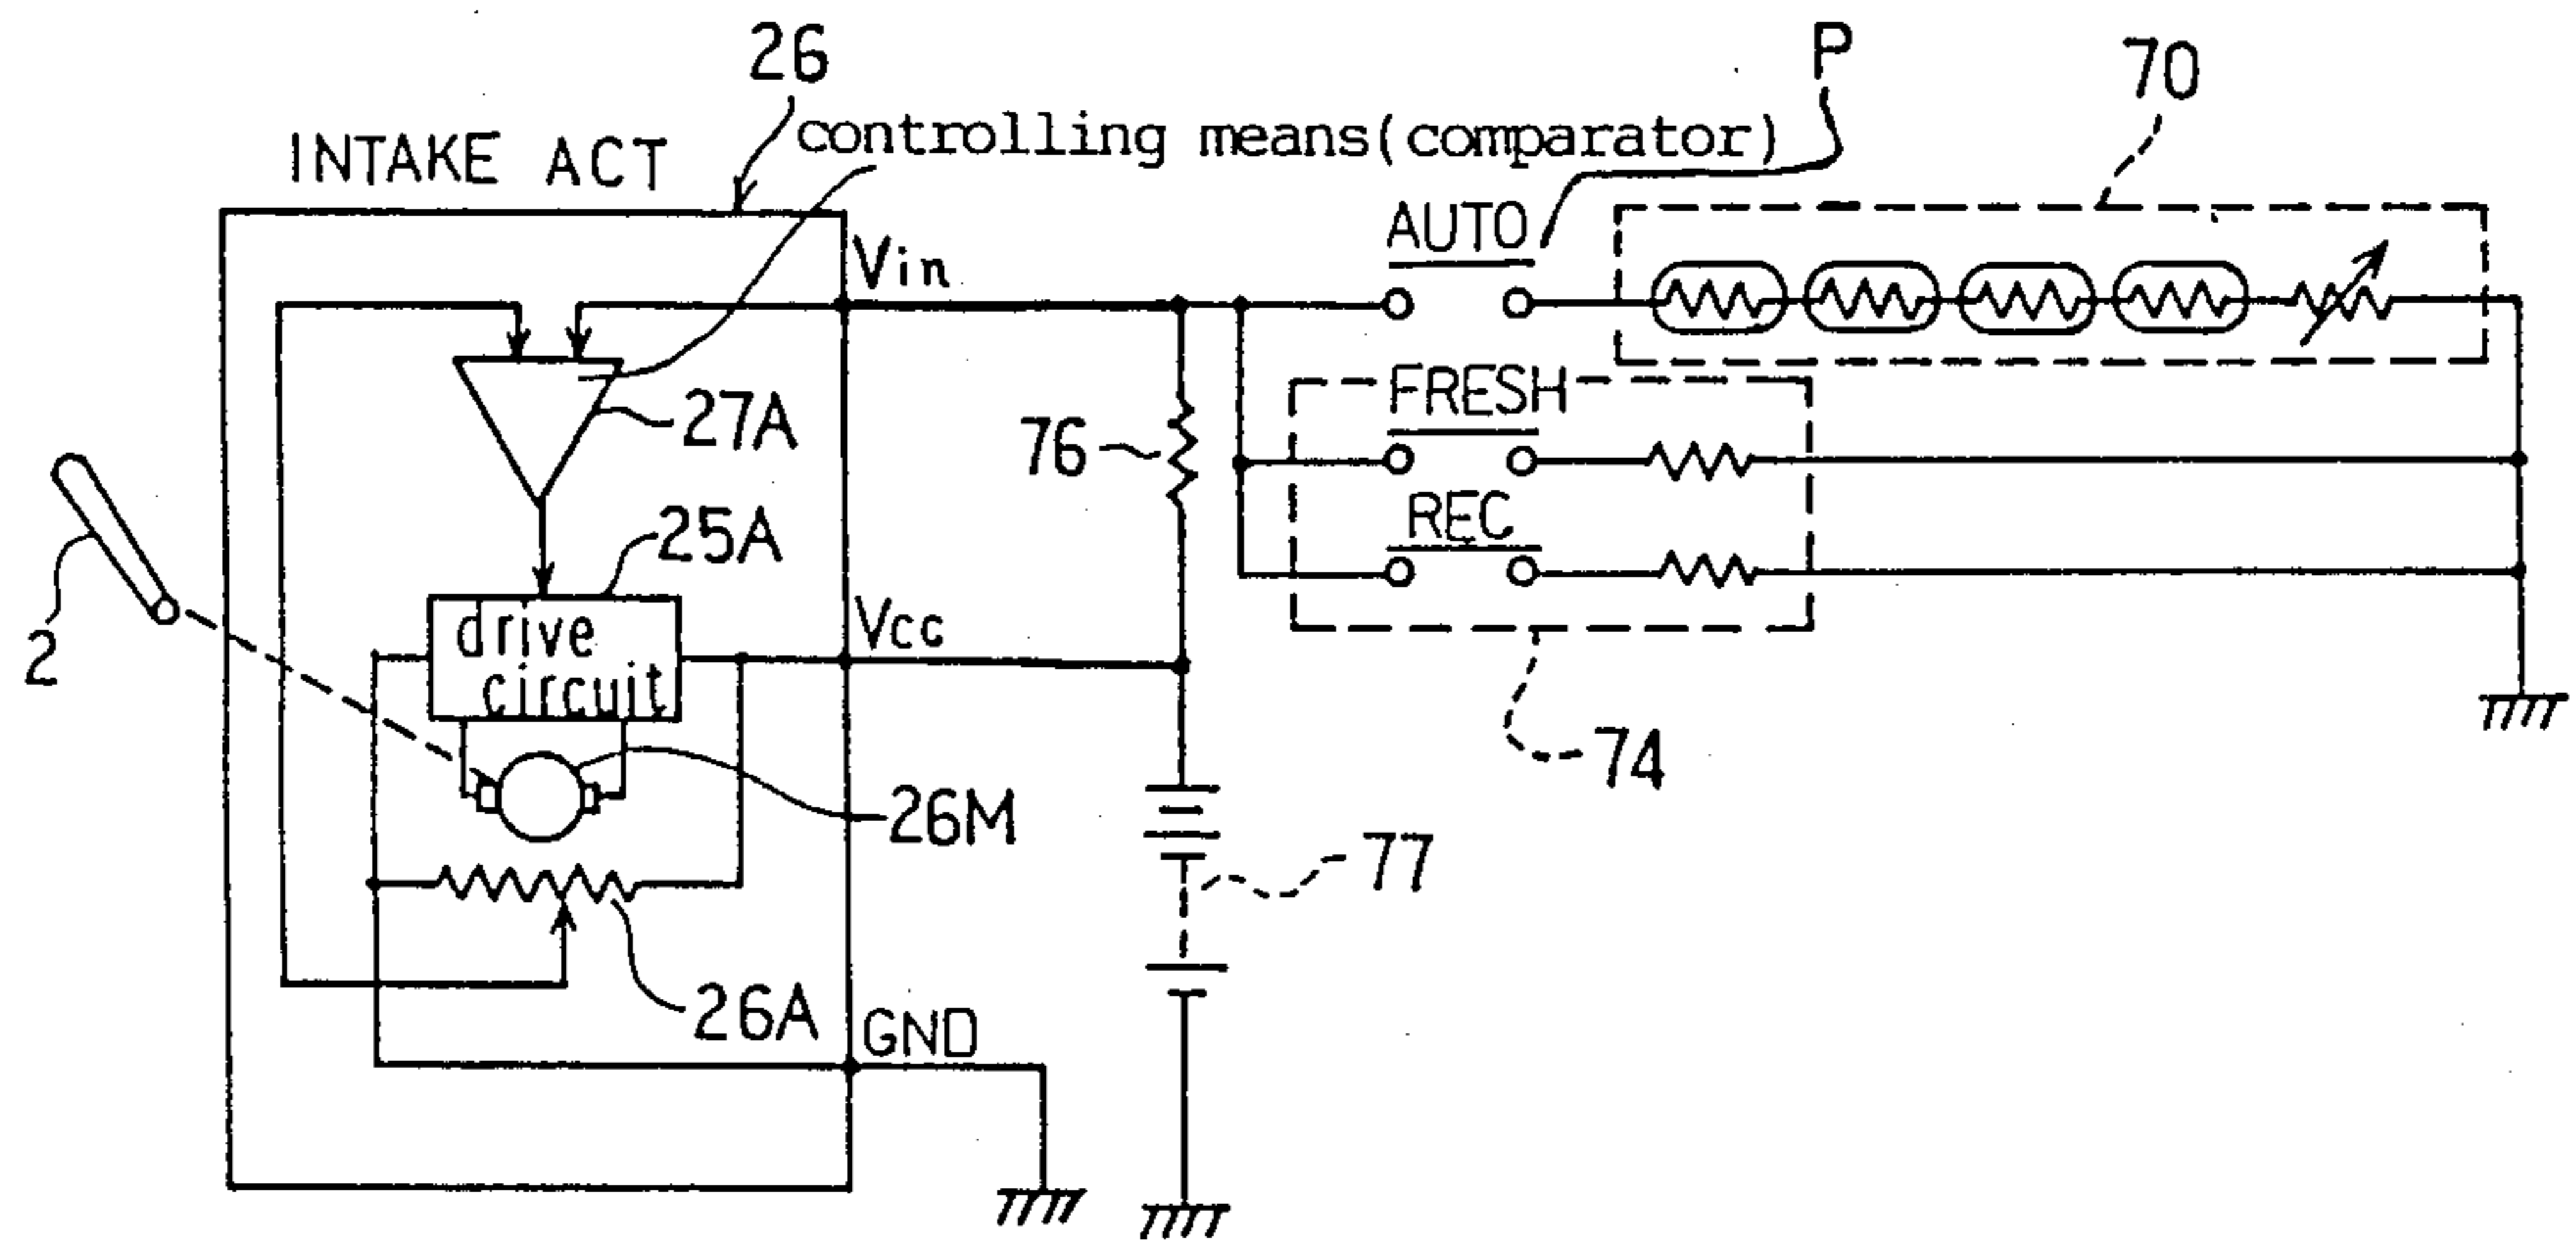 26
P
70
controlling means(comparator)
INTAKE ACT
AUTO
Vin
FRESH
27A
76
REC
25A
Vcc
drive
circuit
2
74
26M
77
26A
GND